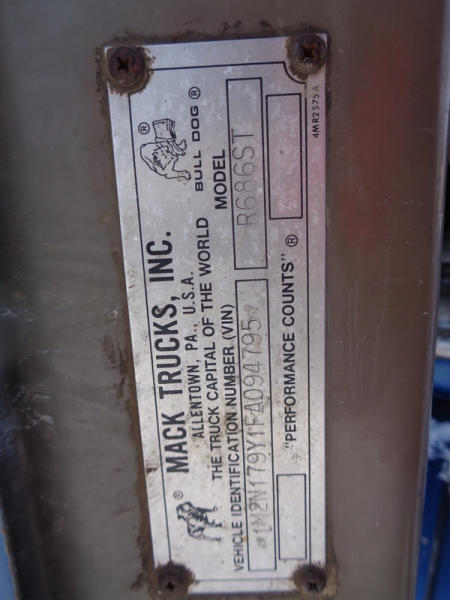 MACK TRUCKS, INC.
ALLENTOWN, PA., U.S.A.
THE TRUCK CAPITAL OF THE WORLD
BULL DOG ®
VEHICLE IDENTIFICATION NUMBER (VIN)
MODEL
1M2N179Y1FA094795
R686ST
"PERFORMANCE COUNTS" ®
4MR2575A